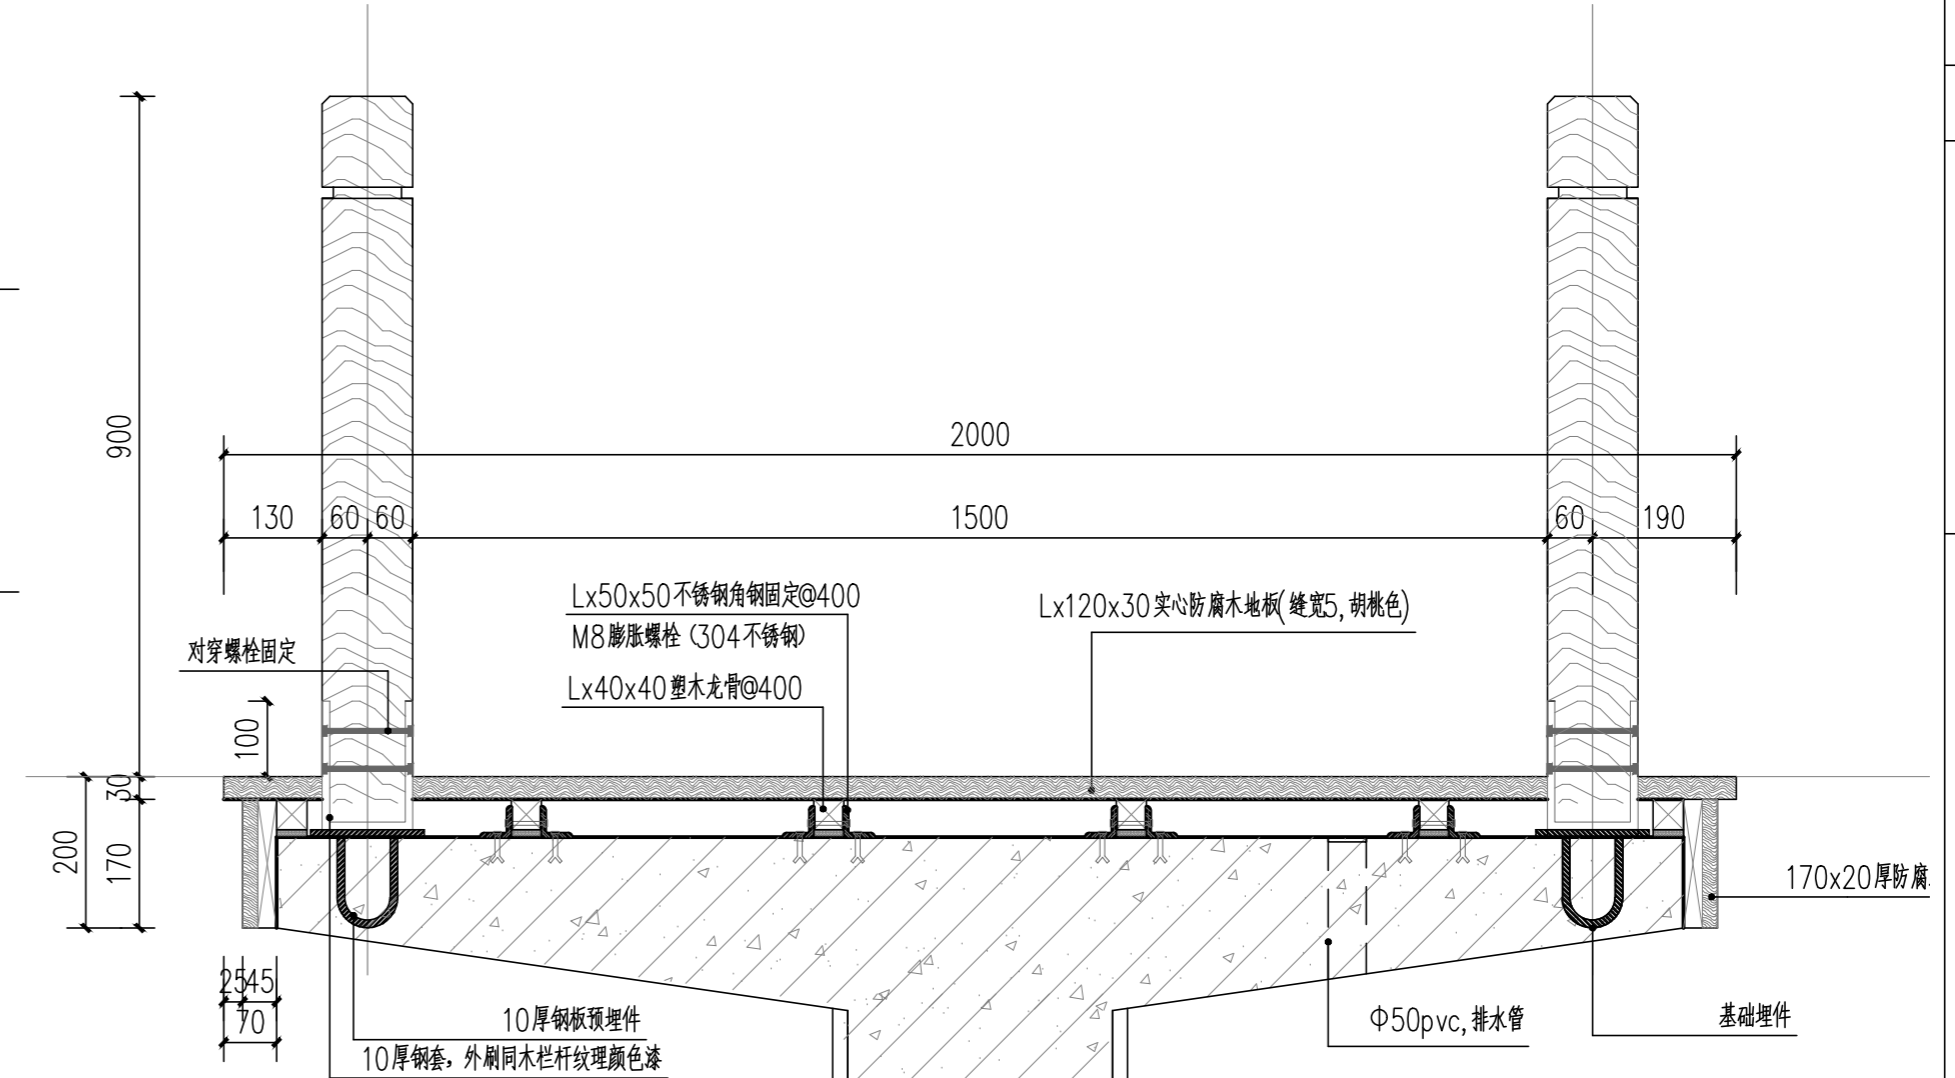 900
2000
130
60
60
1500
60
190
Lx50x50不锈钢角钢固定@400
M8膨胀螺栓(304不锈钢)
Lx40x40塑木龙骨@400
Lx120x30实心防腐木地板(缝宽5,胡桃色)
对穿螺栓固定
100
30
200
170
170x20厚防腐
25
45
70
10厚钢板预埋件
10厚钢套,外刷同木栏杆纹理颜色漆
Φ50pvc,排水管
基础埋件